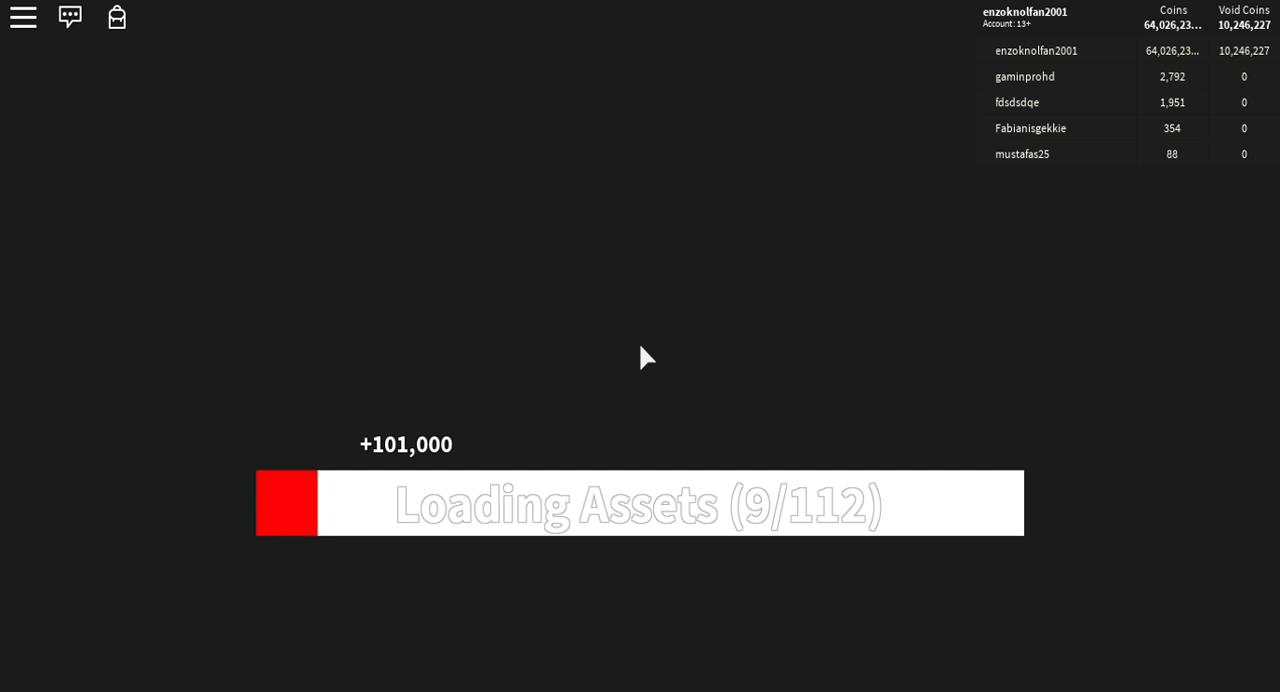 enzoknolfan2001 Coins Void Coins
Account: 13+ 64,026,23... 10,246,227
enzoknolfan2001 64,026,23... 10,246,227
gaminprohd 2,792 0
fdsdsdqe 1,951 0
Fabianisgekkie 354 0
mustafas25 88 0
+101,000
Loading Assets (9/112)